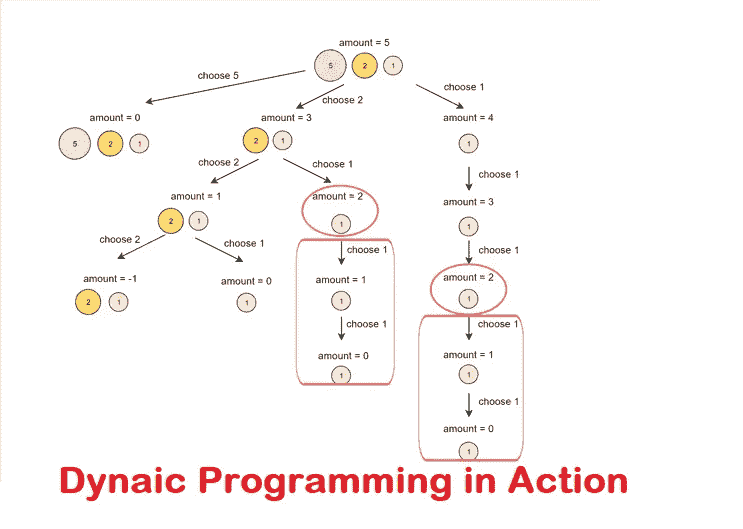 amount = 5
5 2 1
choose 5
choose 2
choose 1
amount = 0
amount = 3
amount = 4
5 2 1
2 1
1
choose 2
choose 1
choose 1
amount = 1
amount = 2
amount = 3
2 1
1
1
choose 2
choose 1
choose 1
choose 1
amount = -1
amount = 0
amount = 1
amount = 2
2 1
1
1
1
choose 1
choose 1
amount = 0
amount = 1
1
1
choose 1
amount = 0
1
Dynaic Programming in Action